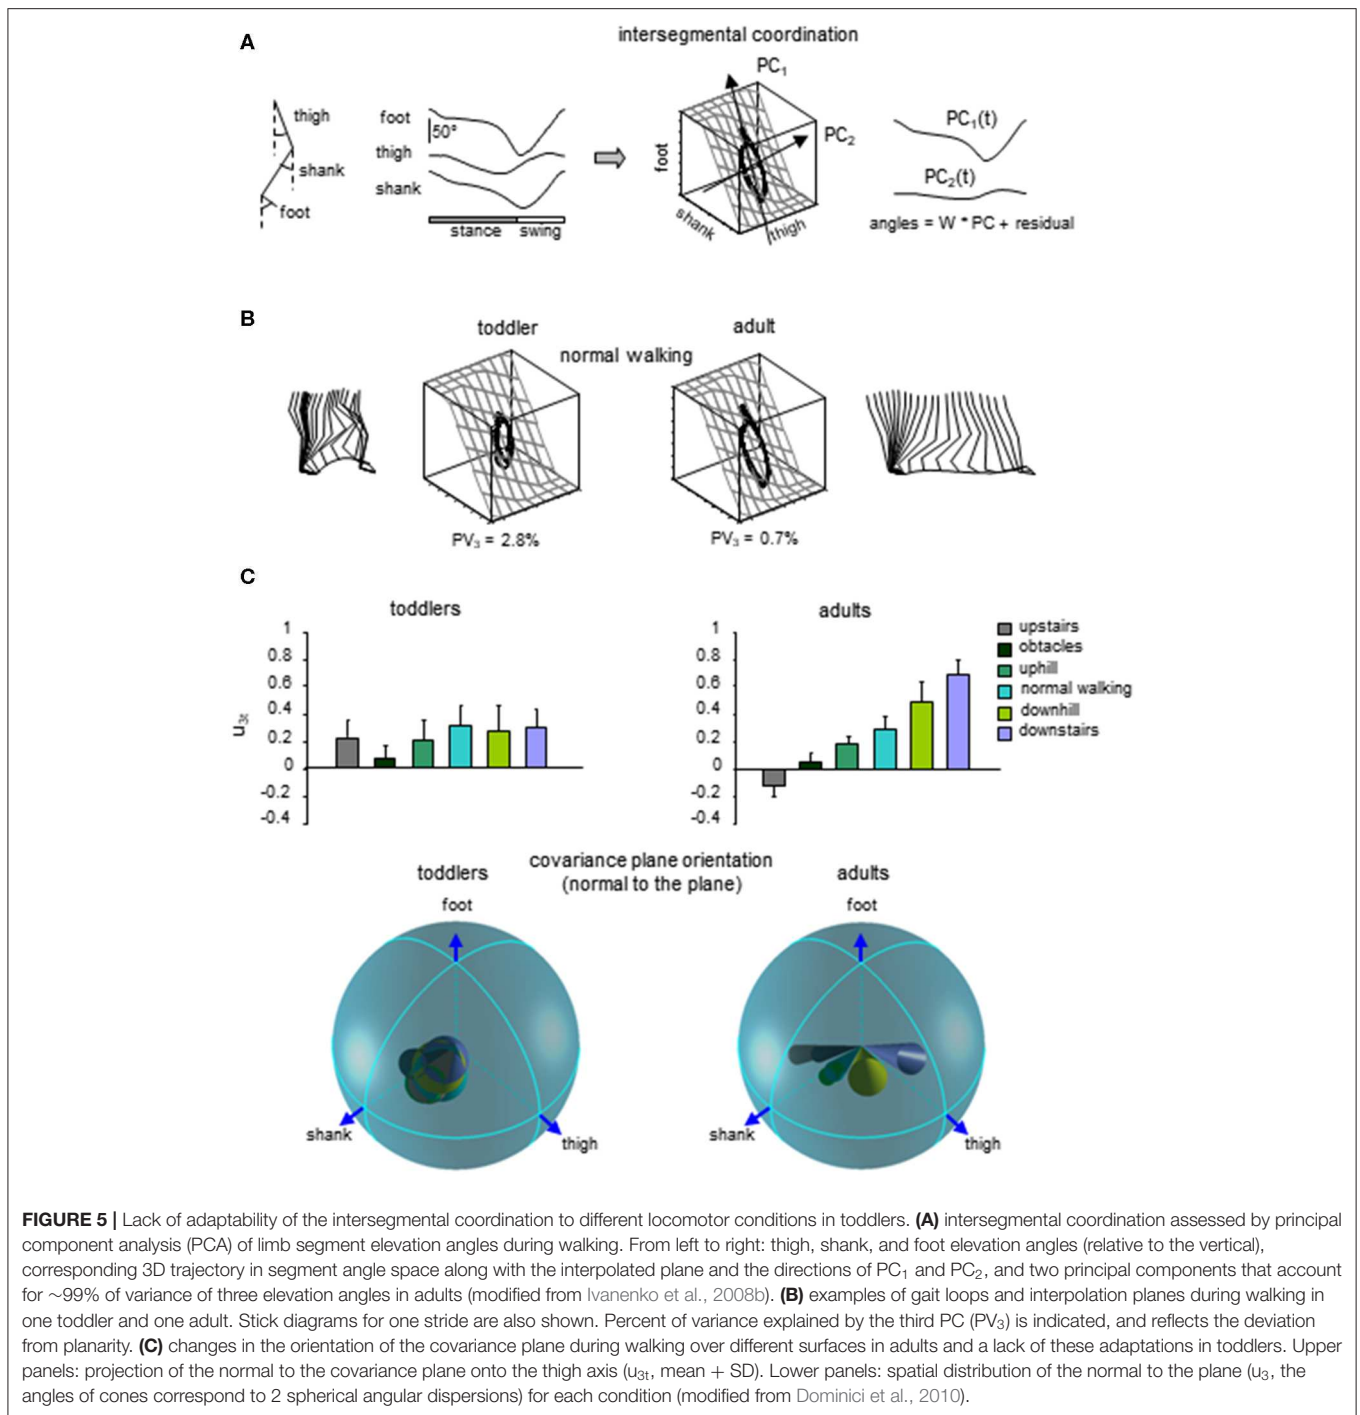 A
intersegmental coordination
thigh
shank
foot
foot
50°
thigh
shank
stance swing
PC1
PC2
foot
shank
thigh
PC1(t)
PC2(t)
angles = W * PC + residual
B
toddler
adult
normal walking
PV3 = 2.8%
PV3 = 0.7%
C
toddlers
1
0.8
0.6
0.4
0.2
0
-0.2
-0.4
u3t
adults
1
0.8
0.6
0.4
0.2
0
-0.2
-0.4
upstairs
obtacles
uphill
normal walking
downhill
downstairs
covariance plane orientation
(normal to the plane)
toddlers
adults
foot
shank
thigh
foot
shank
thigh
FIGURE 5 | Lack of adaptability of the intersegmental coordination to different locomotor conditions in toddlers. (A) intersegmental coordination assessed by principal
component analysis (PCA) of limb segment elevation angles during walking. From left to right: thigh, shank, and foot elevation angles (relative to the vertical),
corresponding 3D trajectory in segment angle space along with the interpolated plane and the directions of PC1 and PC2, and two principal components that account
for ~99% of variance of three elevation angles in adults (modified from Ivanenko et al., 2008b). (B) examples of gait loops and interpolation planes during walking in
one toddler and one adult. Stick diagrams for one stride are also shown. Percent of variance explained by the third PC (PV3) is indicated, and reflects the deviation
from planarity. (C) changes in the orientation of the covariance plane during walking over different surfaces in adults and a lack of these adaptations in toddlers. Upper
panels: projection of the normal to the covariance plane onto the thigh axis (u3t, mean + SD). Lower panels: spatial distribution of the normal to the plane (u3, the
angles of cones correspond to 2 spherical angular dispersions) for each condition (modified from Dominici et al., 2010).